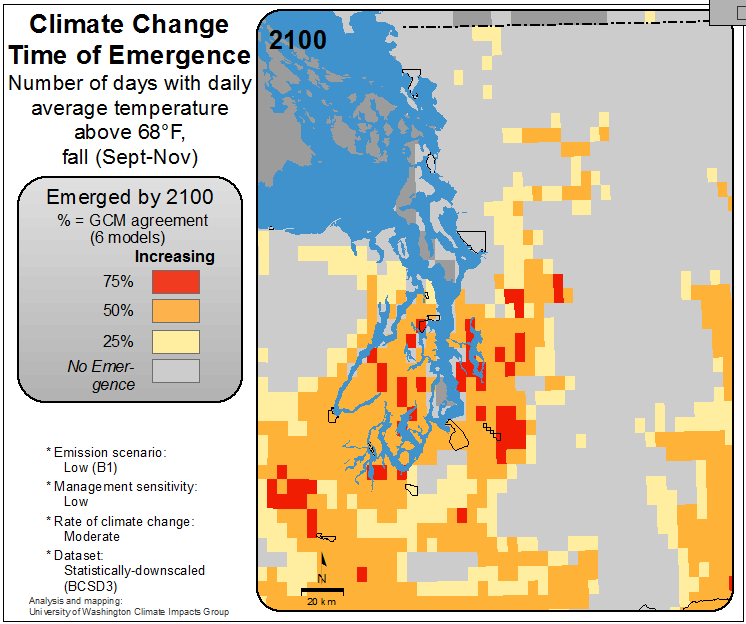 Climate Change
Time of Emergence
Number of days with daily
average temperature
above 68°F,
fall (Sept-Nov)
Emerged by 2100
% = GCM agreement
(6 models)
Increasing
75%
50%
25%
No Emer-
gence
* Emission scenario:
Low (B1)
* Management sensitivity:
Low
* Rate of climate change:
Moderate
* Dataset:
Statistically-downscaled
(BCSD3)
Analysis and mapping:
University of Washington Climate Impacts Group
2100
N
20 km